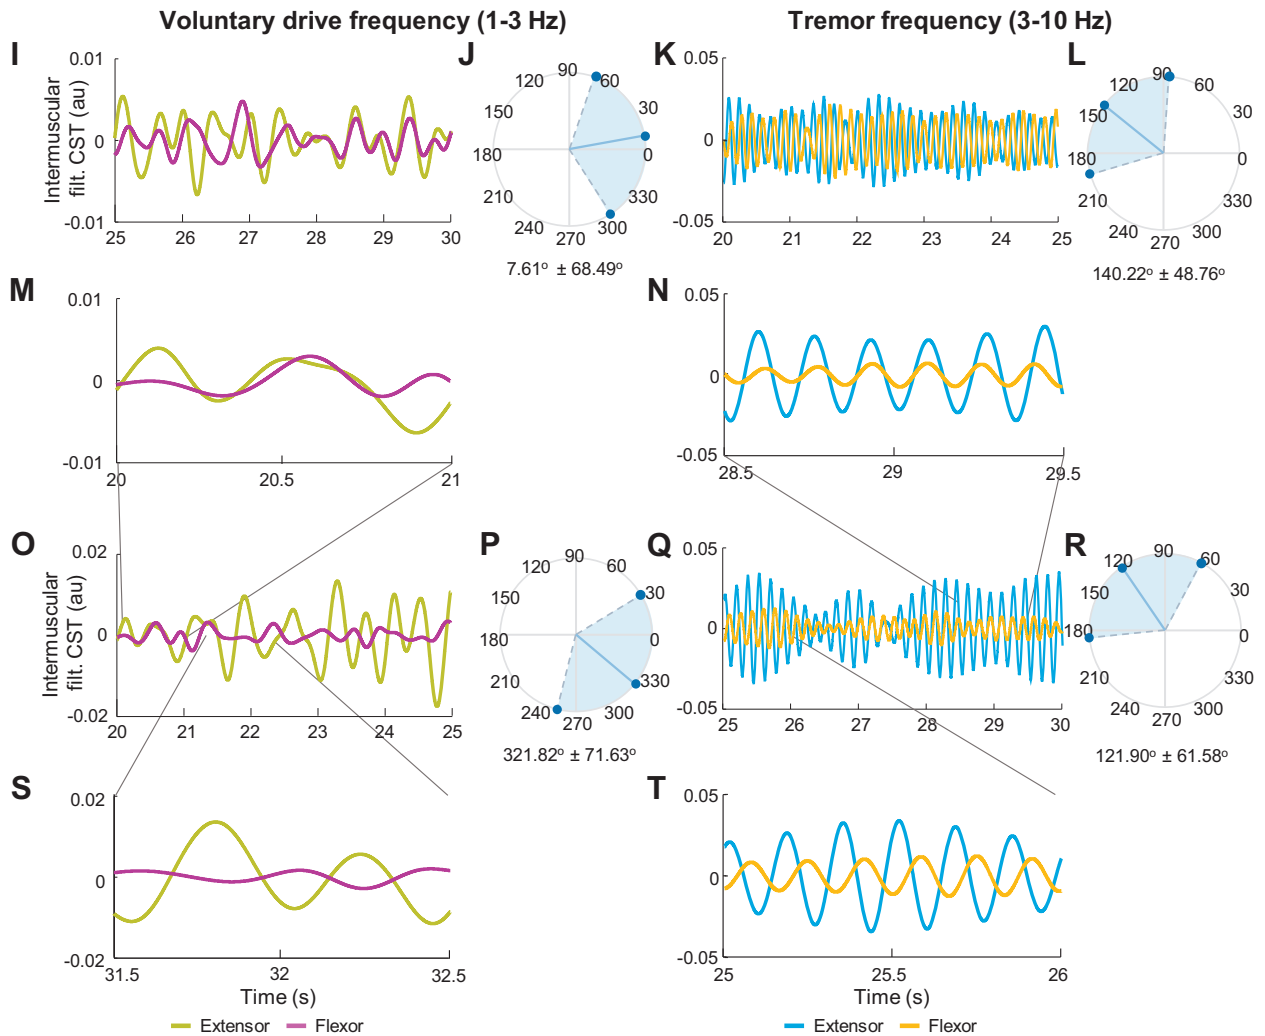 Voluntary drive frequency (1-3 Hz)
Tremor frequency (3-10 Hz)
I
Intermuscular
filt. CST (au)
0.01
0
-0.01
25 26 27 28 29 30
J
90
60
120
30
150
0
180
330
210
300
240
270
7.61º ± 68.49º
K
0.05
0
-0.05
20 21 22 23 24 25
L
90
60
120
30
150
0
180
330
210
300
240
270
140.22º ± 48.76º
M
0.01
0
-0.01
20 20.5 21
N
0.05
0
-0.05
28.5 29 29.5
O
Intermuscular
filt. CST (au)
0.02
0
-0.02
20 21 22 23 24 25
P
90
60
120
30
150
0
180
330
210
300
240
270
321.82º ± 71.63º
Q
0.05
0
-0.05
25 26 27 28 29 30
R
90
60
120
30
150
0
180
330
210
300
240
270
121.90º ± 61.58º
S
0.02
0
-0.02
31.5 32 32.5
Time (s)
Extensor Flexor
T
0.05
0
-0.05
25 25.5 26
Time (s)
Extensor Flexor